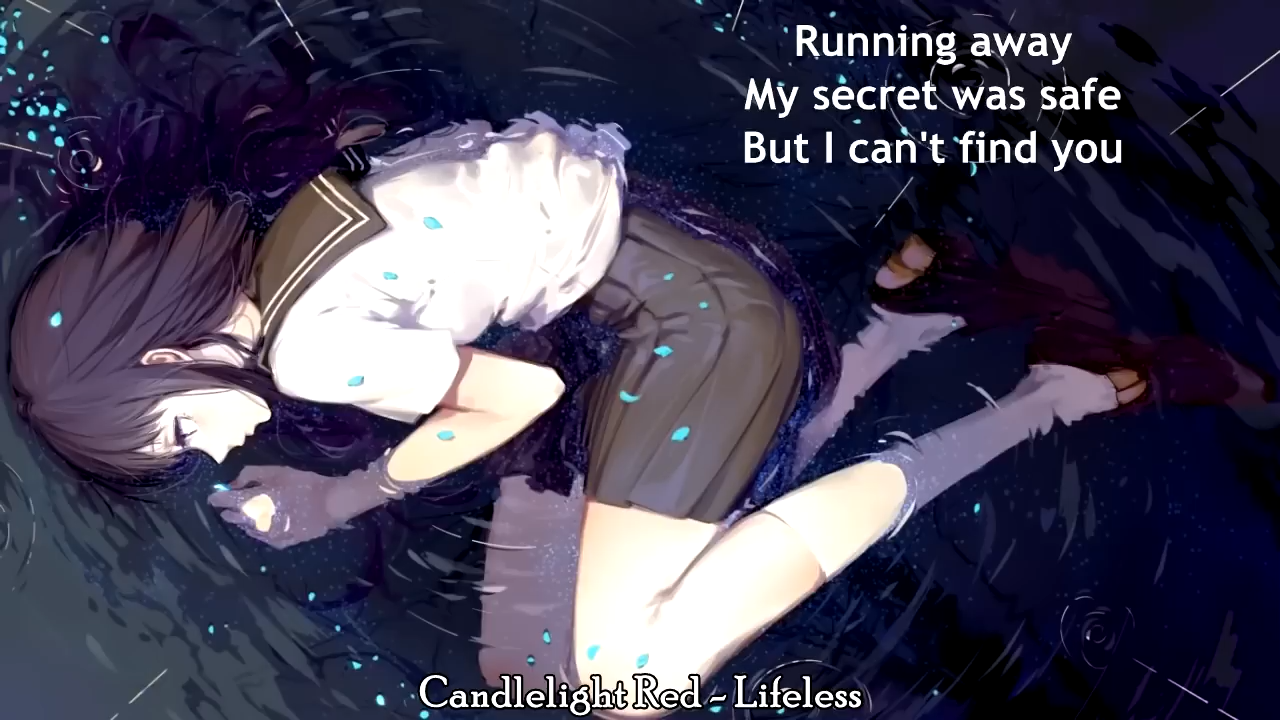 Running away
My secret was safe
But I can't find you
Candlelight Red - Lifeless